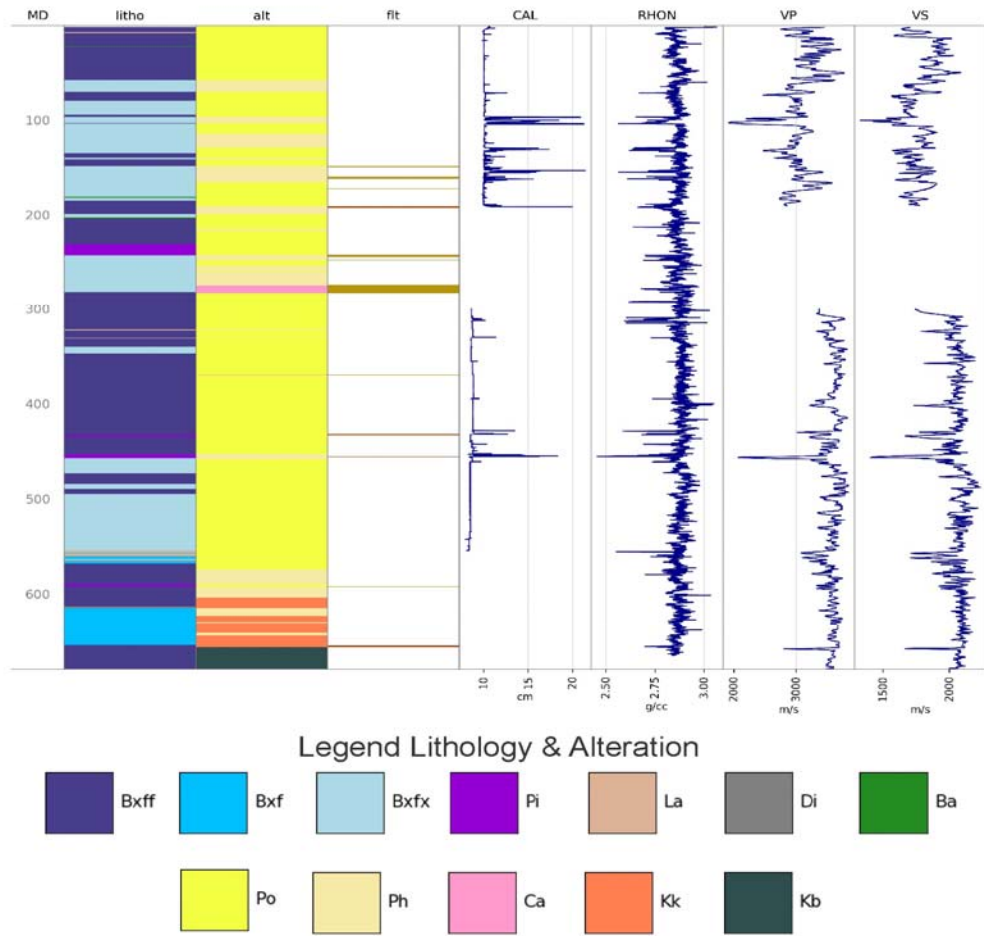 MD litho alt flt CAL RHON VP VS
100
200
300
400
500
600
10 15 20 2.50 2.75 3.00 2000 3000 1500 2000
cm g/cc m/s m/s
Legend Lithology & Alteration
Bxff Bxf Bxfx Pi La Di Ba
Po Ph Ca Kk Kb